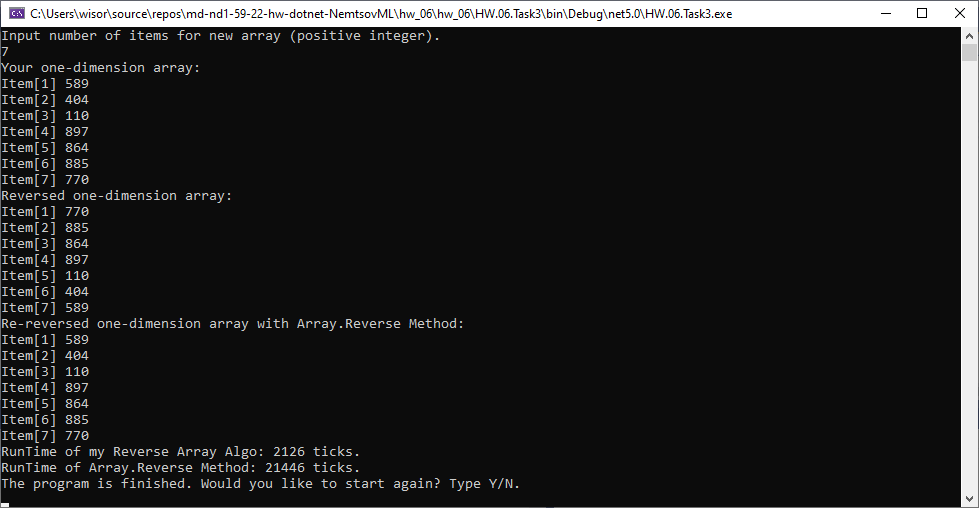 C:\Users\wisor\source\repos\md-nd1-59-22-hw-dotnet-NemtsovML\hw_06\hw_06\HW.06.Task3\bin\Debug\net5.0\HW.06.Task3.exe
Input number of items for new array (positive integer).
7
Your one-dimension array:
Item[1] 589
Item[2] 404
Item[3] 110
Item[4] 897
Item[5] 864
Item[6] 885
Item[7] 770
Reversed one-dimension array:
Item[1] 770
Item[2] 885
Item[3] 864
Item[4] 897
Item[5] 110
Item[6] 404
Item[7] 589
Re-reversed one-dimension array with Array.Reverse Method:
Item[1] 589
Item[2] 404
Item[3] 110
Item[4] 897
Item[5] 864
Item[6] 885
Item[7] 770
RunTime of my Reverse Array Algo: 2126 ticks.
RunTime of Array.Reverse Method: 21446 ticks.
The program is finished. Would you like to start again? Type Y/N.